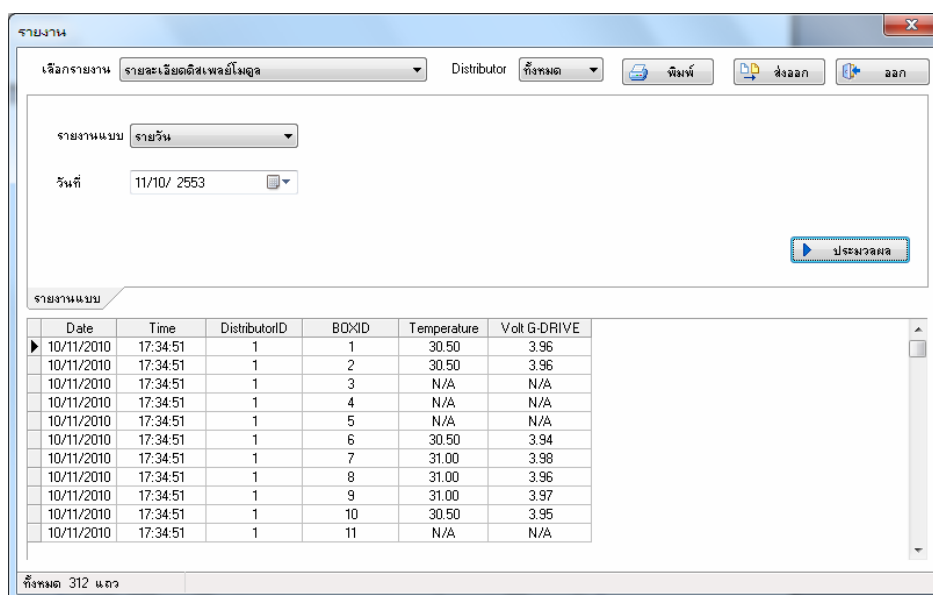 รายงาน
เลือกรายงาน รายละเอียดดิสเพลย์โมดูล Distributor ทั้งหมด พิมพ์ ส่งออก ออก
รายงานแบบ รายวัน
วันที่ 11/10/ 2553
ประมวลผล
รายงานแบบ
Date Time DistributorID BOXID Temperature Volt G-DRIVE
10/11/2010 17:34:51 1 1 30.50 3.96
10/11/2010 17:34:51 1 2 30.50 3.96
10/11/2010 17:34:51 1 3 N/A N/A
10/11/2010 17:34:51 1 4 N/A N/A
10/11/2010 17:34:51 1 5 N/A N/A
10/11/2010 17:34:51 1 6 30.50 3.94
10/11/2010 17:34:51 1 7 31.00 3.98
10/11/2010 17:34:51 1 8 31.00 3.96
10/11/2010 17:34:51 1 9 31.00 3.97
10/11/2010 17:34:51 1 10 30.50 3.95
10/11/2010 17:34:51 1 11 N/A N/A
ทั้งหมด 312 แถว